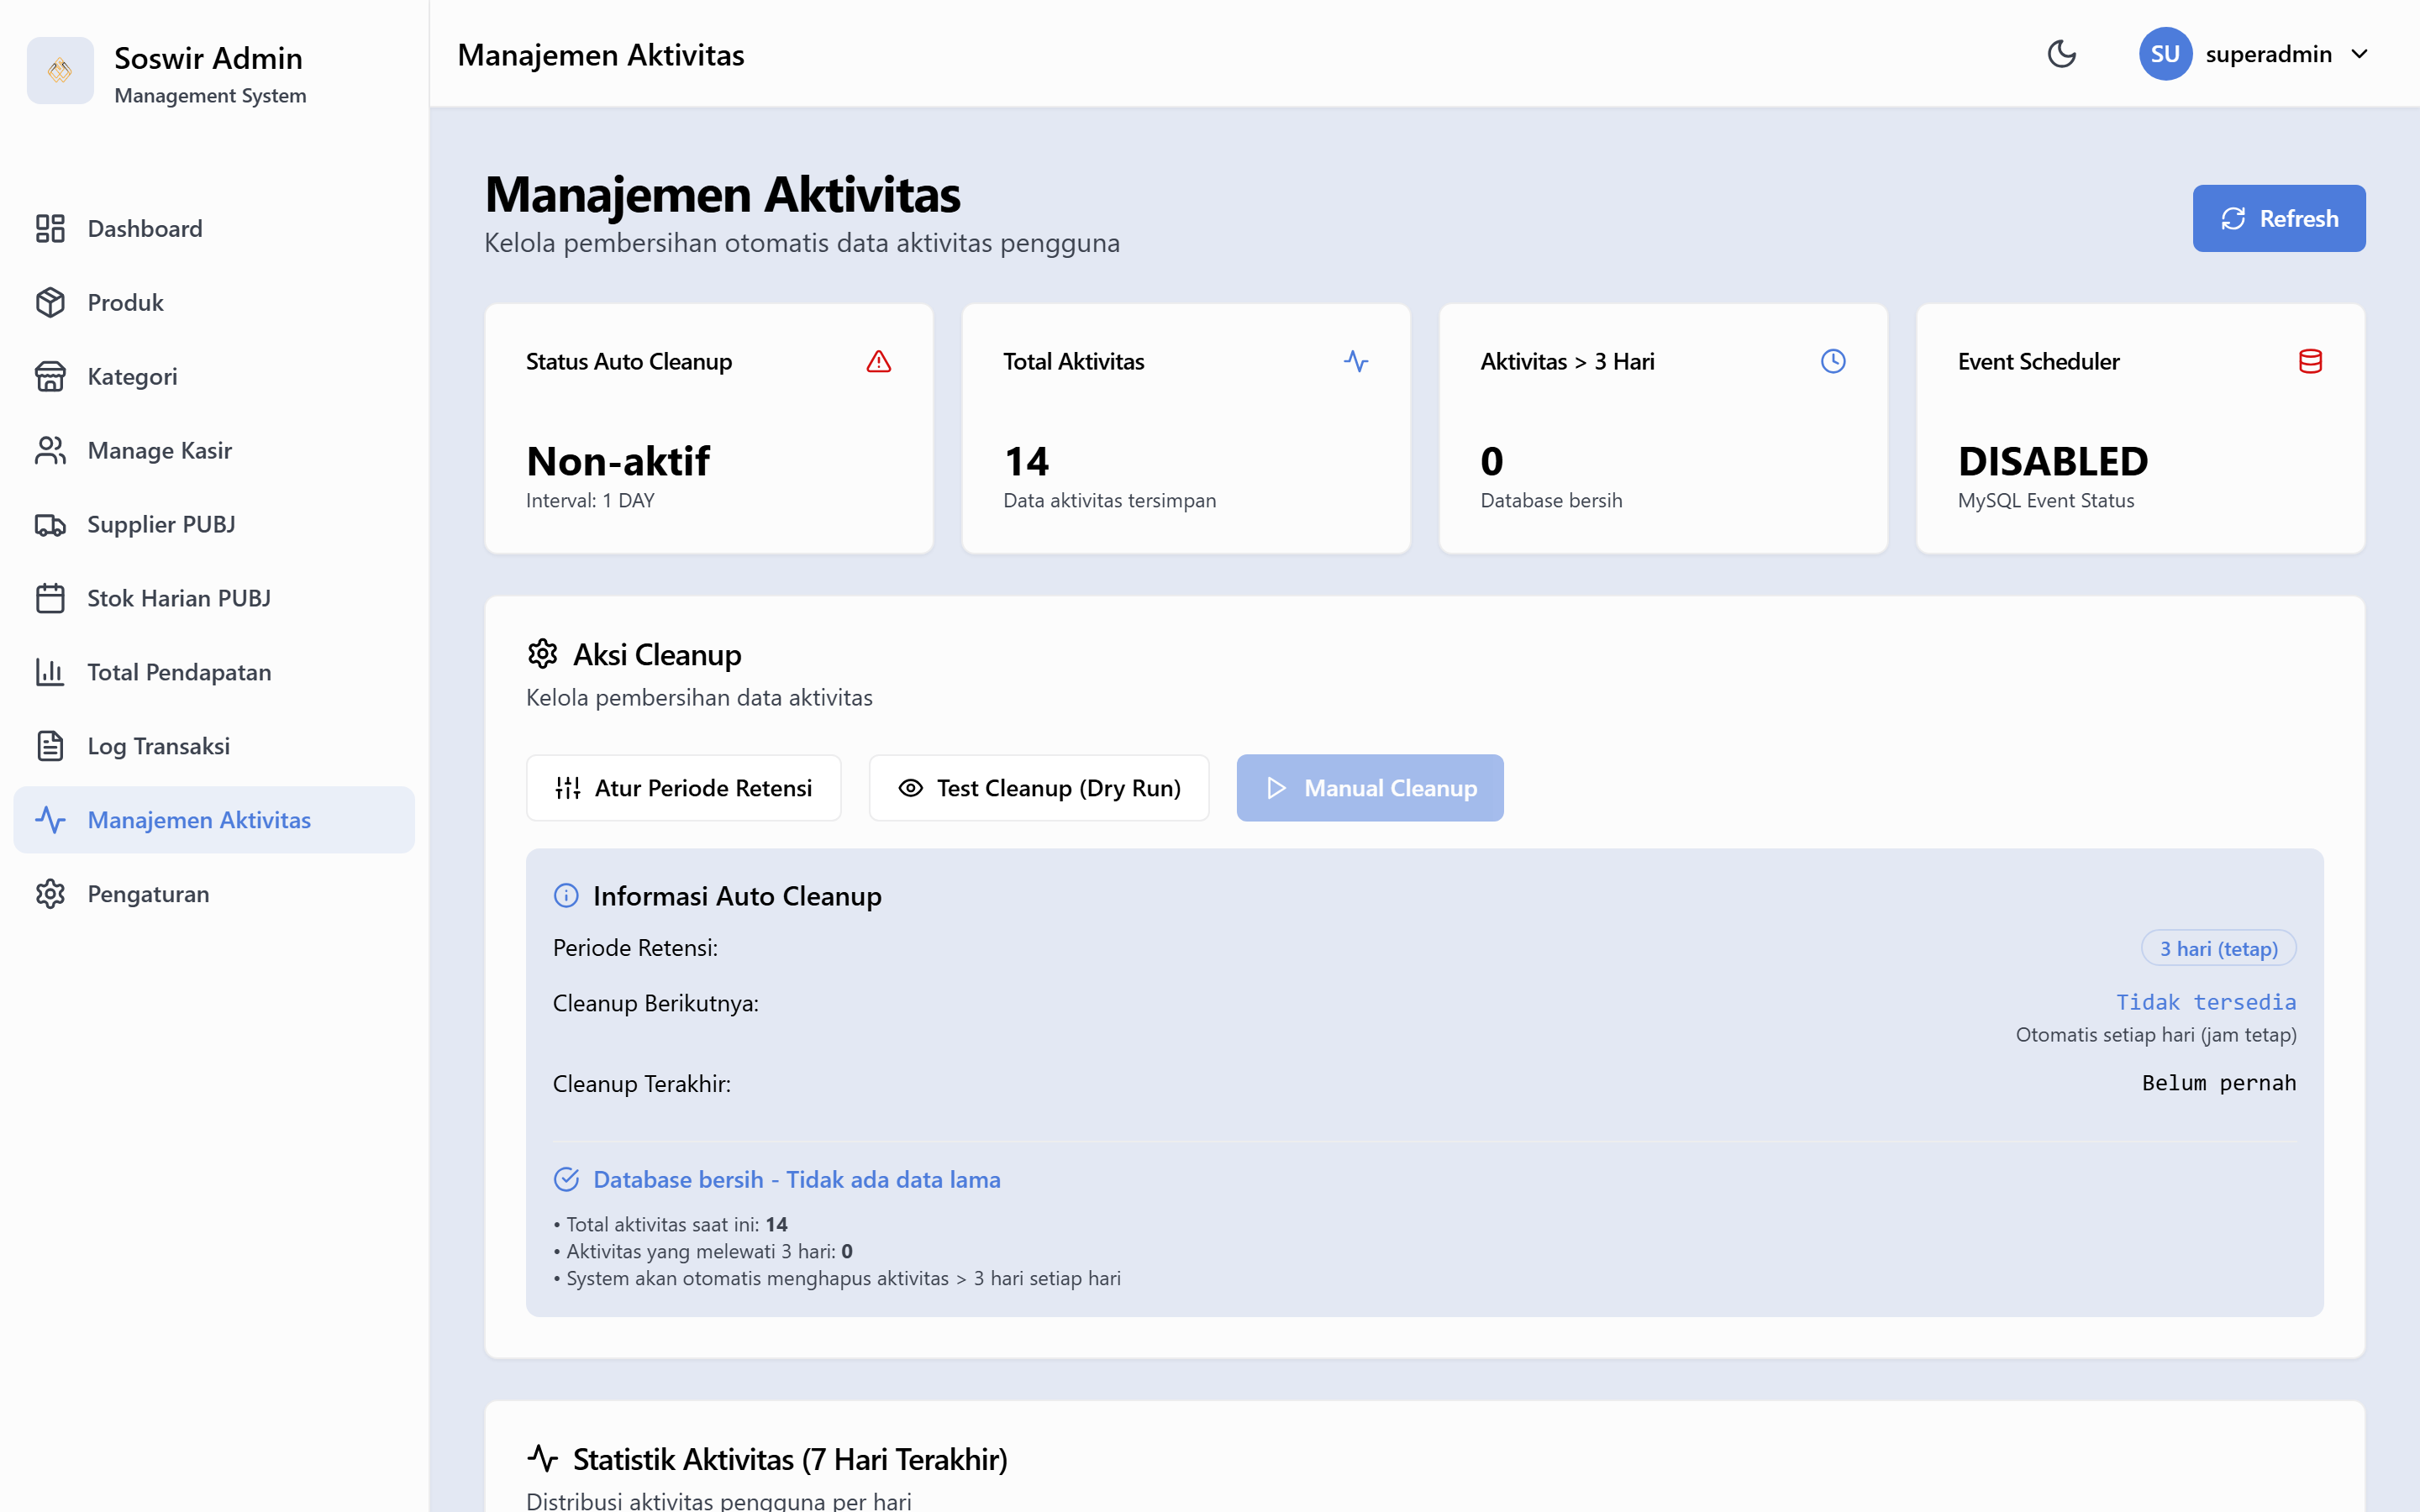 Soswir Admin
Management System
Dashboard
Produk
Kategori
Manage Kasir
Supplier PUBJ
Stok Harian PUBJ
Total Pendapatan
Log Transaksi
Manajemen Aktivitas
Pengaturan
Manajemen Aktivitas
SU superadmin
Manajemen Aktivitas
Kelola pembersihan otomatis data aktivitas pengguna
Refresh
Status Auto Cleanup
Non-aktif
Interval: 1 DAY
Total Aktivitas
14
Data aktivitas tersimpan
Aktivitas > 3 Hari
0
Database bersih
Event Scheduler
DISABLED
MySQL Event Status
Aksi Cleanup
Kelola pembersihan data aktivitas
Atur Periode Retensi
Test Cleanup (Dry Run)
Manual Cleanup
Informasi Auto Cleanup
Periode Retensi:
3 hari (tetap)
Cleanup Berikutnya:
Tidak tersedia
Otomatis setiap hari (jam tetap)
Cleanup Terakhir:
Belum pernah
Database bersih - Tidak ada data lama
• Total aktivitas saat ini: 14
• Aktivitas yang melewati 3 hari: 0
• System akan otomatis menghapus aktivitas > 3 hari setiap hari
Statistik Aktivitas (7 Hari Terakhir)
Distribusi aktivitas pengguna per hari